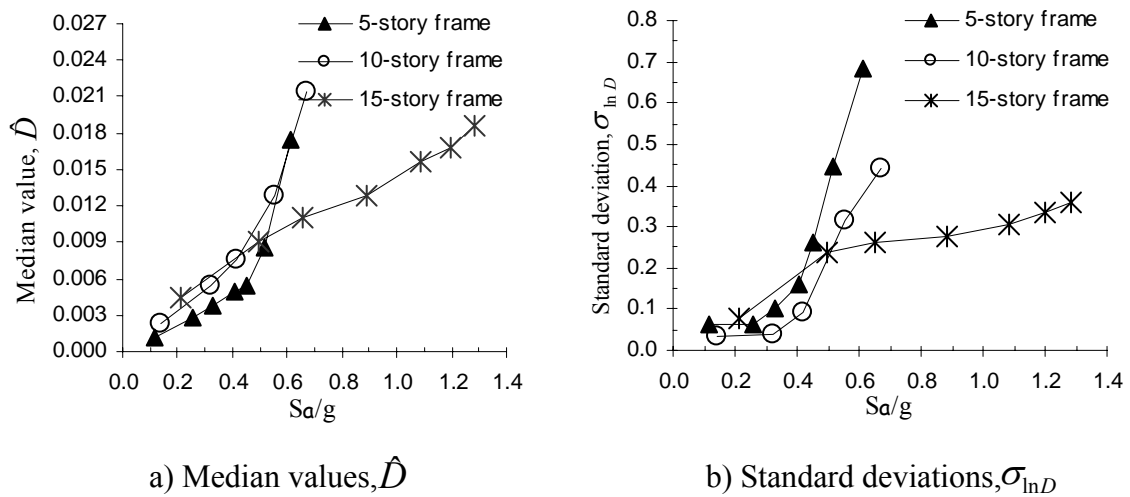 0.027
0.024
0.021
0.018
0.015
0.012
0.009
0.006
0.003
0.000
Median value, D̂
5-story frame
10-story frame
15-story frame
0.0 0.2 0.4 0.6 0.8 1.0 1.2 1.4
Sa/g
a) Median values,D̂
0.8
0.7
0.6
0.5
0.4
0.3
0.2
0.1
0.0
Standard deviation, σ ln D
5-story frame
10-story frame
15-story frame
0.0 0.2 0.4 0.6 0.8 1.0 1.2 1.4
Sa/g
b) Standard deviations,σlnD